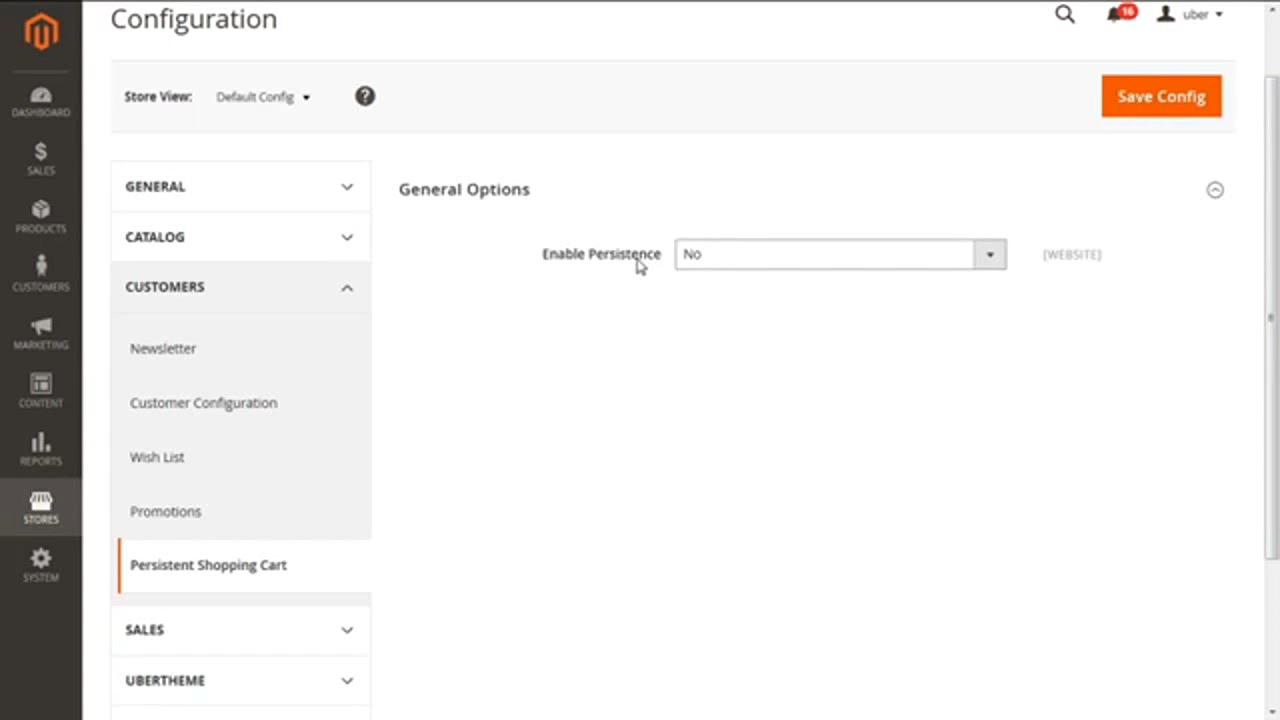 Configuration
16
uber
Store View: Default Config
?
Save Config
DASHBOARD
SALES
PRODUCTS
CUSTOMERS
MARKETING
CONTENT
REPORTS
STORES
SYSTEM
GENERAL
CATALOG
CUSTOMERS
Newsletter
Customer Configuration
Wish List
Promotions
Persistent Shopping Cart
SALES
UBERTHEME
General Options
Enable Persistence No [WEBSITE]